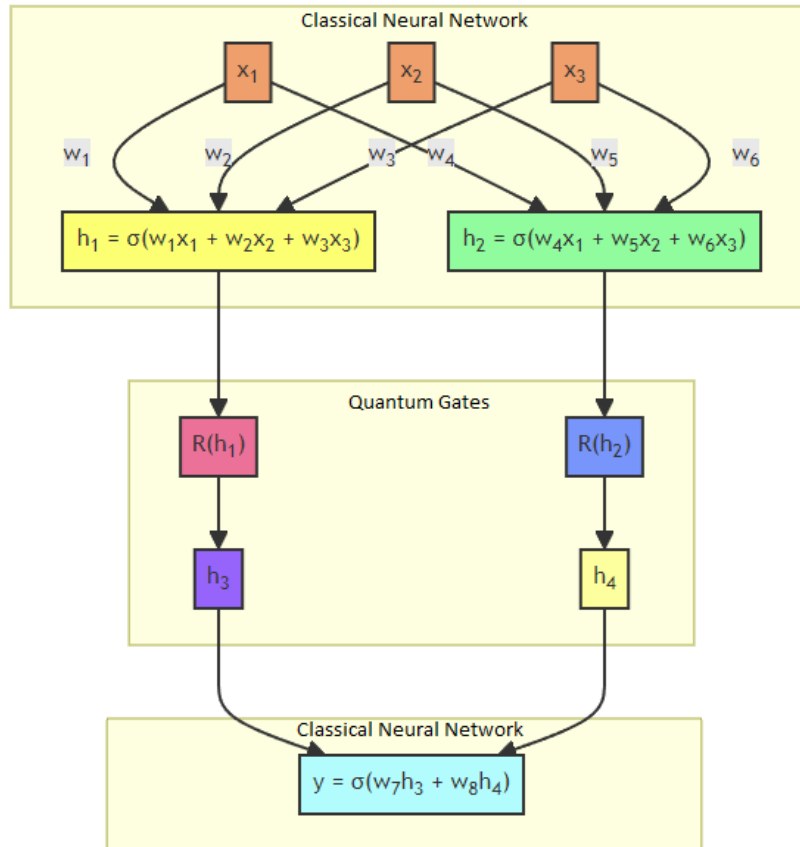 Classical Neural Network
x₁ x₂ x₃
w₁ w₂ w₃ w₄ w₅ w₆
h₁ = σ(w₁x₁ + w₂x₂ + w₃x₃) h₂ = σ(w₄x₁ + w₅x₂ + w₆x₃)
Quantum Gates
R(h₁) R(h₂)
h₃ h₄
Classical Neural Network
y = σ(w₇h₃ + w₈h₄)